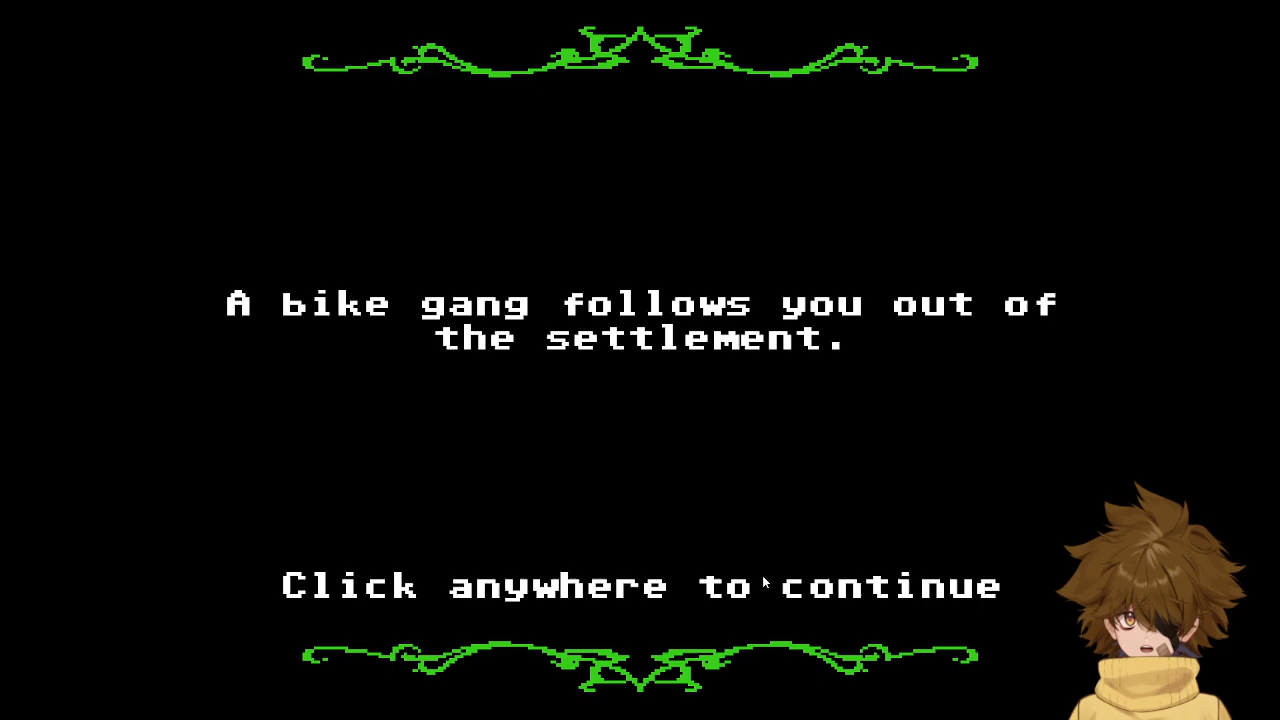 A bike gang follows you out of
the settlement.
Click anywhere to continue